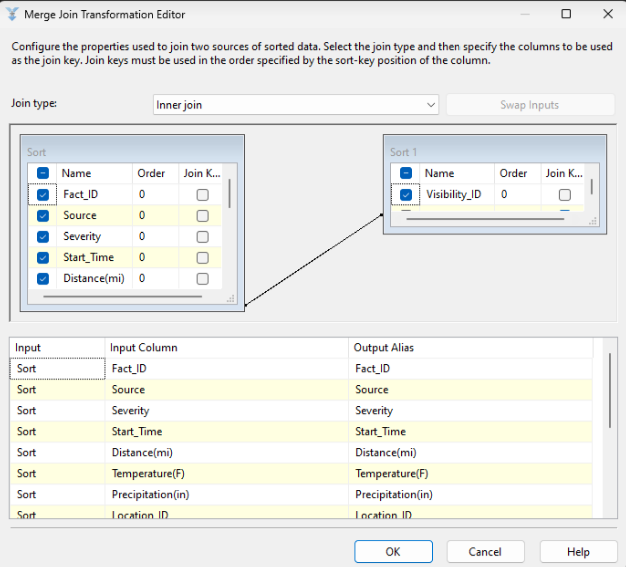 Merge Join Transformation Editor
Configure the properties used to join two sources of sorted data. Select the join type and then specify the columns to be used
as the join key. Join keys must be used in the order specified by the sort-key position of the column.
Join type: Inner join Swap Inputs
Sort
Name Order Join K...
Fact_ID 0
Source 0
Severity 0
Start_Time 0
Distance(mi) 0
Sort 1
Name Order Join K...
Visibility_ID 0
Input Input Column Output Alias
Sort Fact_ID Fact_ID
Sort Source Source
Sort Severity Severity
Sort Start_Time Start_Time
Sort Distance(mi) Distance(mi)
Sort Temperature(F) Temperature(F)
Sort Precipitation(in) Precipitation(in)
Sort Location_ID Location_ID
OK Cancel Help